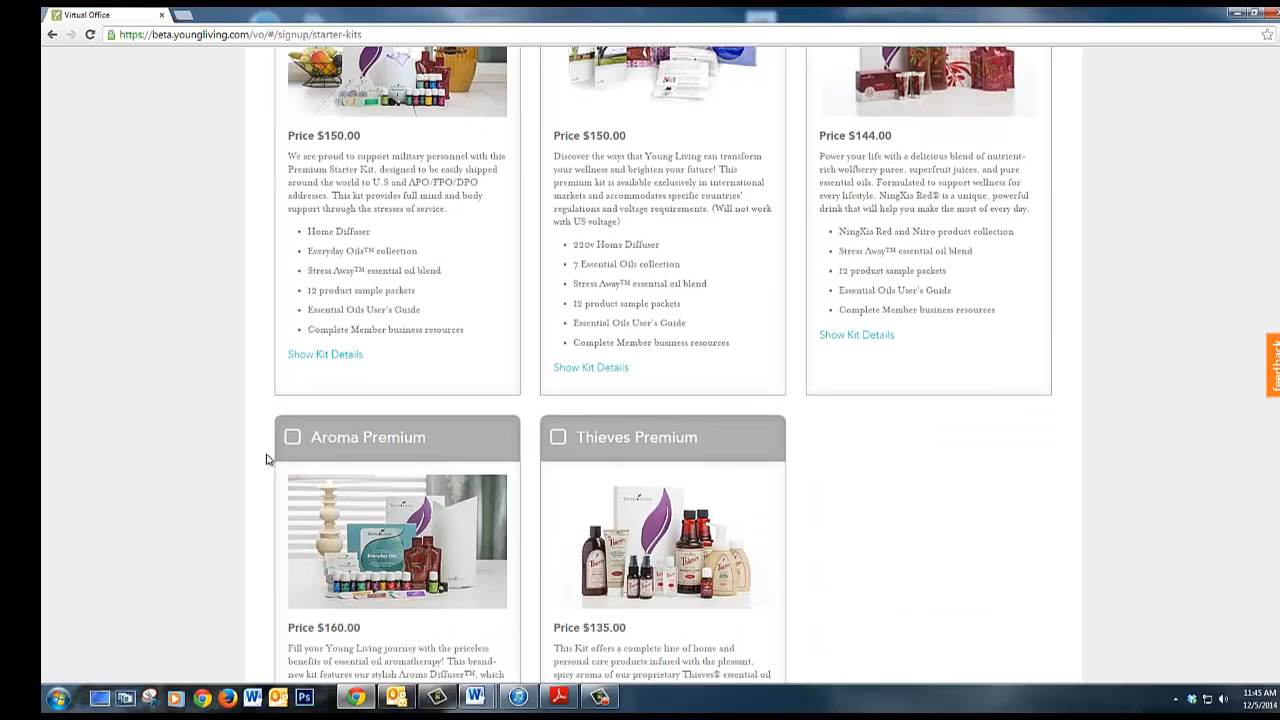 Virtual Office
https://beta.youngliving.com/vo/#/signup/starter-kits
Price $150.00
We are proud to support military personnel with this
Premium Starter Kit, designed to be easily shipped
around the world to U.S and APO/FPO/DPO
addresses. This kit provides full mind and body
support through the stresses of service.
• Home Diffuser
• Everyday Oils™ collection
• Stress Away™ essential oil blend
• 12 product sample packets
• Essential Oils User's Guide
• Complete Member business resources
Show Kit Details
Price $150.00
Discover the ways that Young Living can transform
your wellness and brighten your future! This
premium kit is available exclusively in international
markets and accommodates specific countries'
regulations and voltage requirements. (Will not work
with US voltage)
• 220v Home Diffuser
• 7 Essential Oils collection
• Stress Away™ essential oil blend
• 12 product sample packets
• Essential Oils User's Guide
• Complete Member business resources
Show Kit Details
Price $144.00
Power your life with a delicious blend of nutrient-
rich wolfberry puree, superfruit juices, and pure
essential oils. Formulated to support wellness for
every lifestyle. NingXia Red® is a unique, powerful
drink that will help you make the most of every day.
• NingXia Red and Nitro product collection
• Stress Away™ essential oil blend
• 12 product sample packets
• Essential Oils User's Guide
• Complete Member business resources
Show Kit Details
feedback
Aroma Premium
Everyday Oils
Price $160.00
Fill your Young Living journey with the priceless
benefits of essential oil aromatherapy! This brand-
new kit features our stylish Aroma Diffuser™, which
Thieves Premium
Thieves
Price $135.00
This Kit offers a complete line of home and
personal care products infused with the pleasant,
spicy aroma of our proprietary Thieves® essential oil
Ps
11:45 AM
12/5/2014